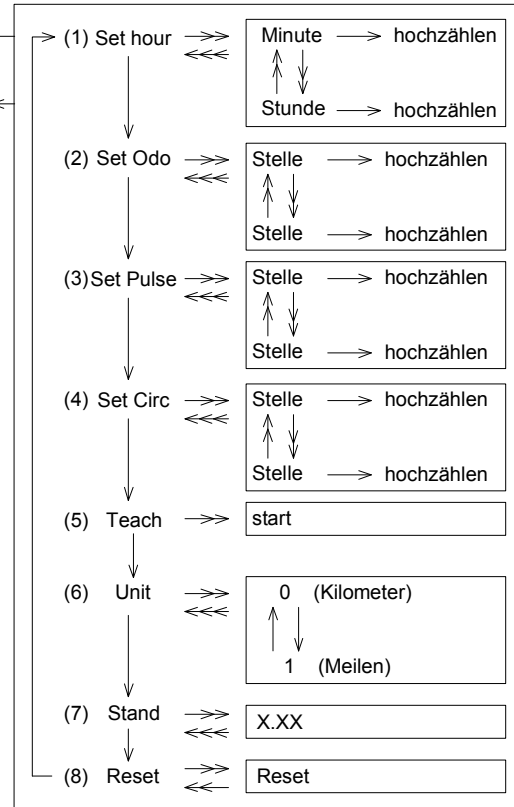 (1) Set hour
Minute hochzählen
Stunde hochzählen
(2) Set Odo
Stelle hochzählen
Stelle hochzählen
(3) Set Pulse
Stelle hochzählen
Stelle hochzählen
(4) Set Circ
Stelle hochzählen
Stelle hochzählen
(5) Teach
start
(6) Unit
0 (Kilometer)
1 (Meilen)
(7) Stand
X.XX
(8) Reset
Reset